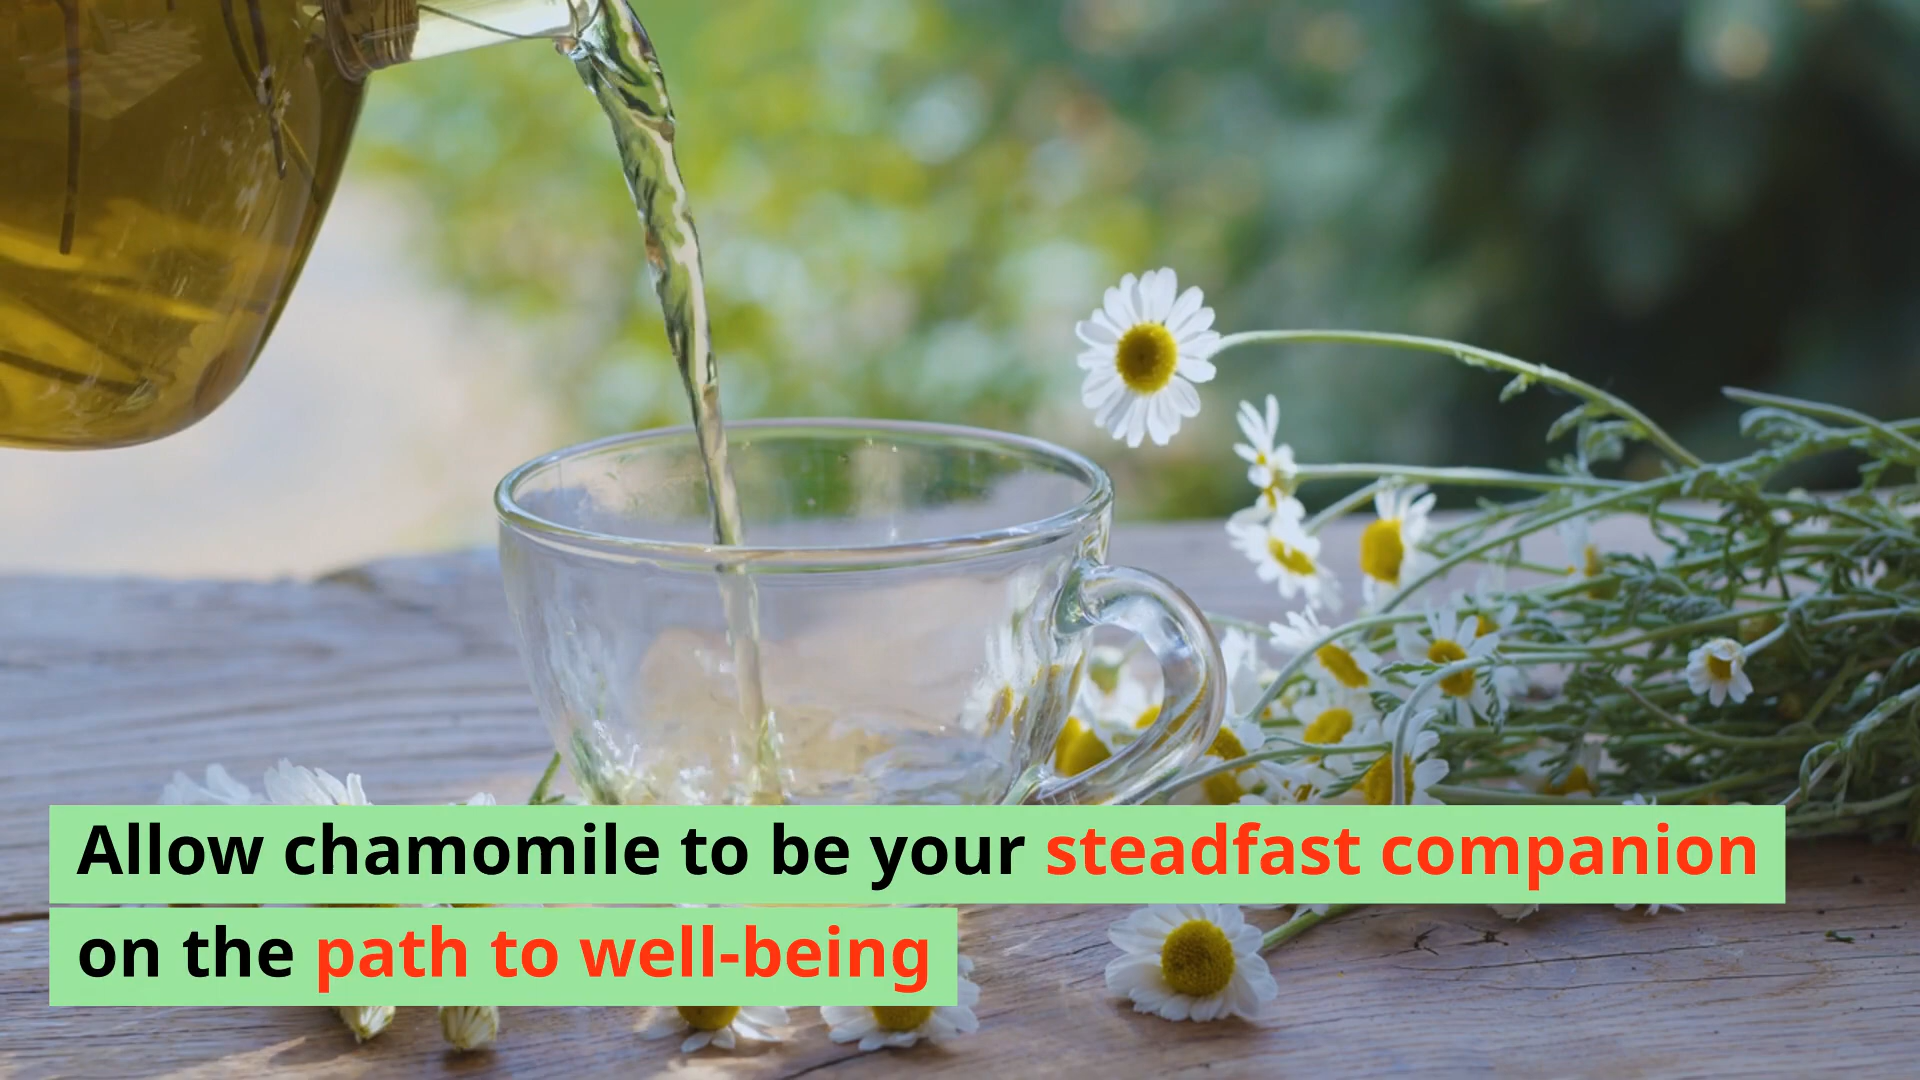 Allow chamomile to be your steadfast companion
on the path to well-being